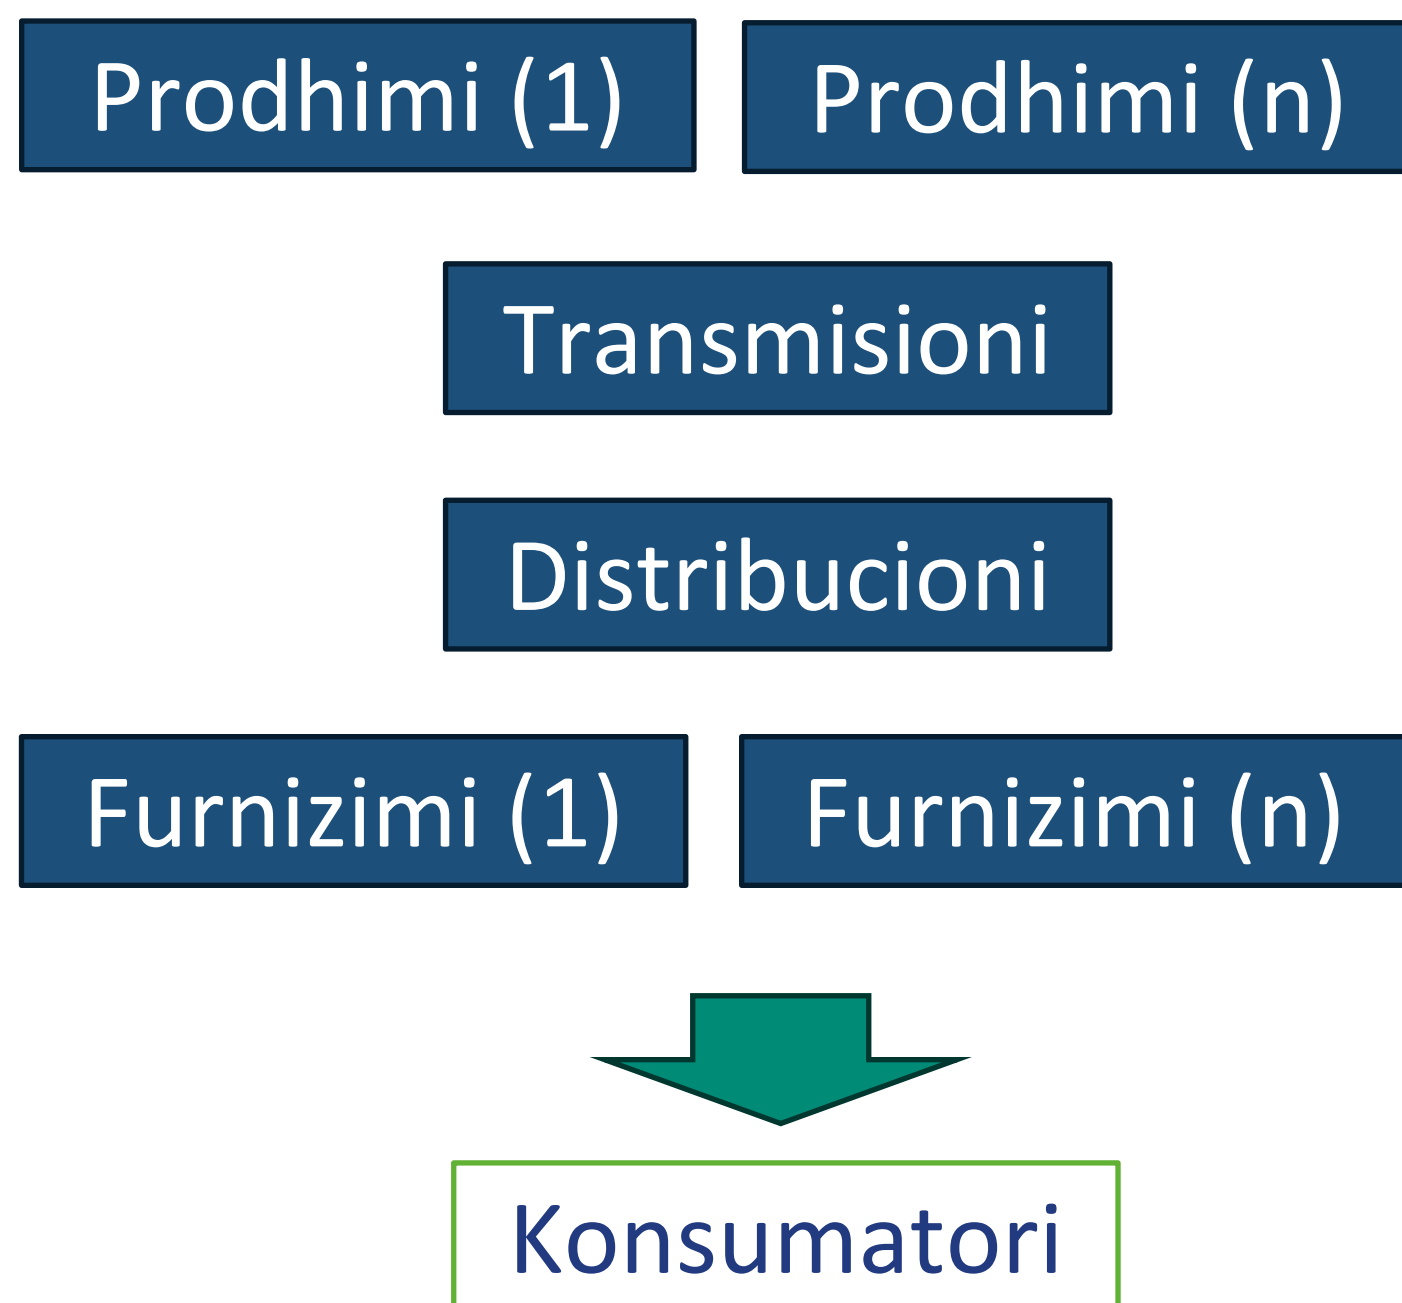 Prodhimi (1)
Prodhimi (n)
Transmisioni
Distribucioni
Furnizimi (1)
Furnizimi (n)
Konsumatori